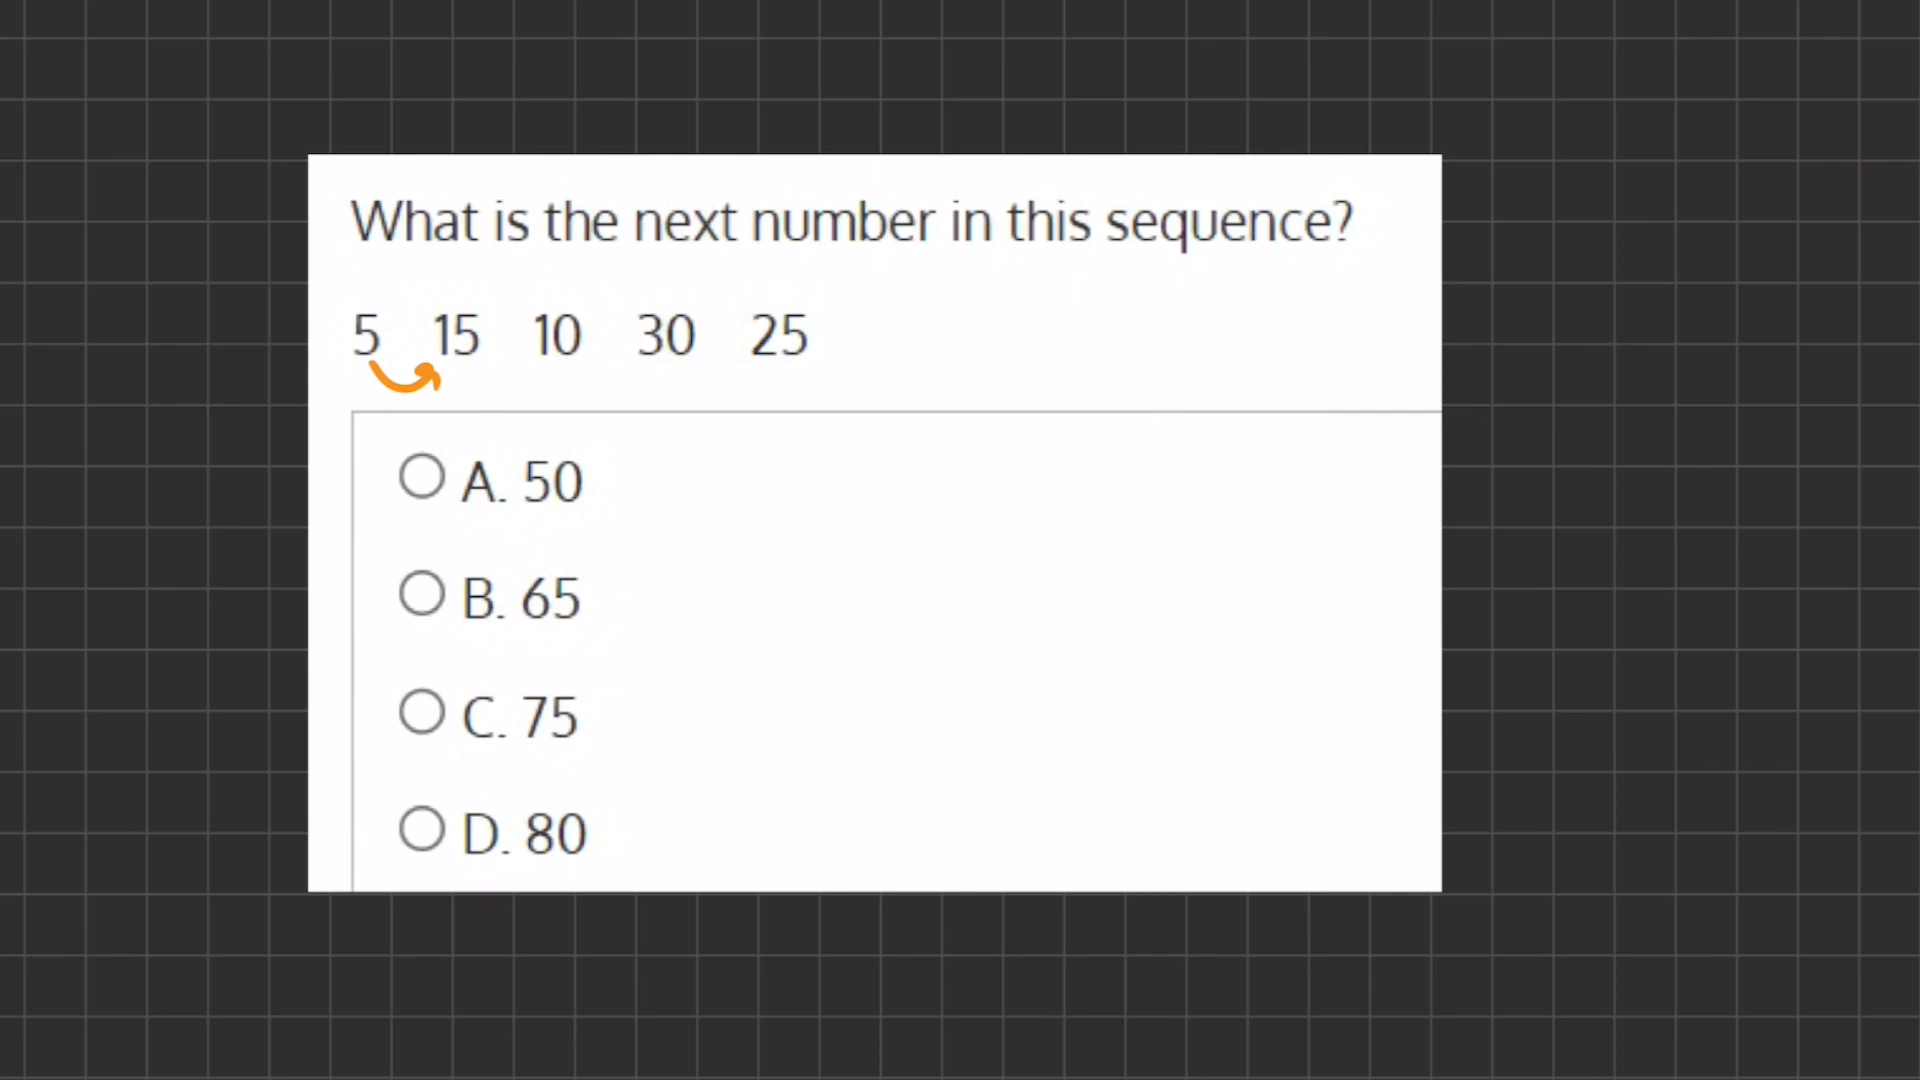 What is the next number in this sequence?
5 15 10 30 25
A. 50
B. 65
C. 75
D. 80